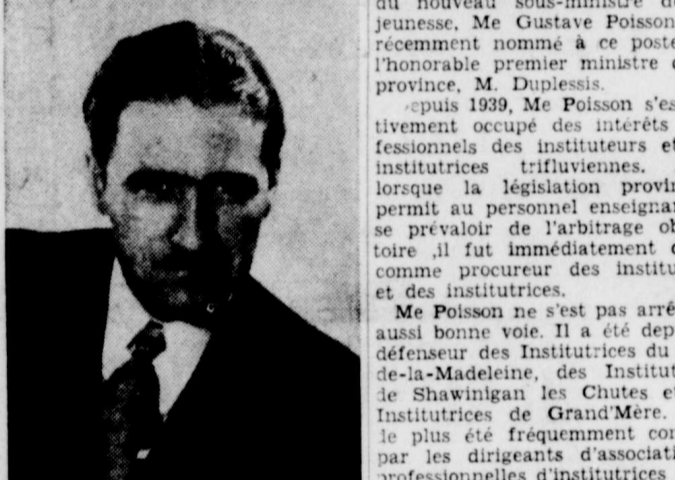 du nouveau sous-ministre de
jeunesse, Me Gustave Poisson
récemment nommé à ce poste
l'honorable premier ministre
province, M. Duplessis.
epuis 1939, Me Poisson s'es
tivement occupé des intérêts
fessionnels des instituteurs et
institutrices trifluviennes.
lorsque la législation provin
permit au personnel enseignan
se prévaloir de l'arbitrage ob
toire ,il fut immédiatement
comme procureur des institu
et des institutrices.
Me Poisson ne s'est pas arrê
aussi bonne voie. Il a été dep
défenseur des Institutrices du
de-la-Madeleine, des Institut
de Shawinigan les Chutes e
Institutrices de Grand'Mère.
le plus été fréquemment con
par les dirigeants d'associati
professionnelles d'institutrices